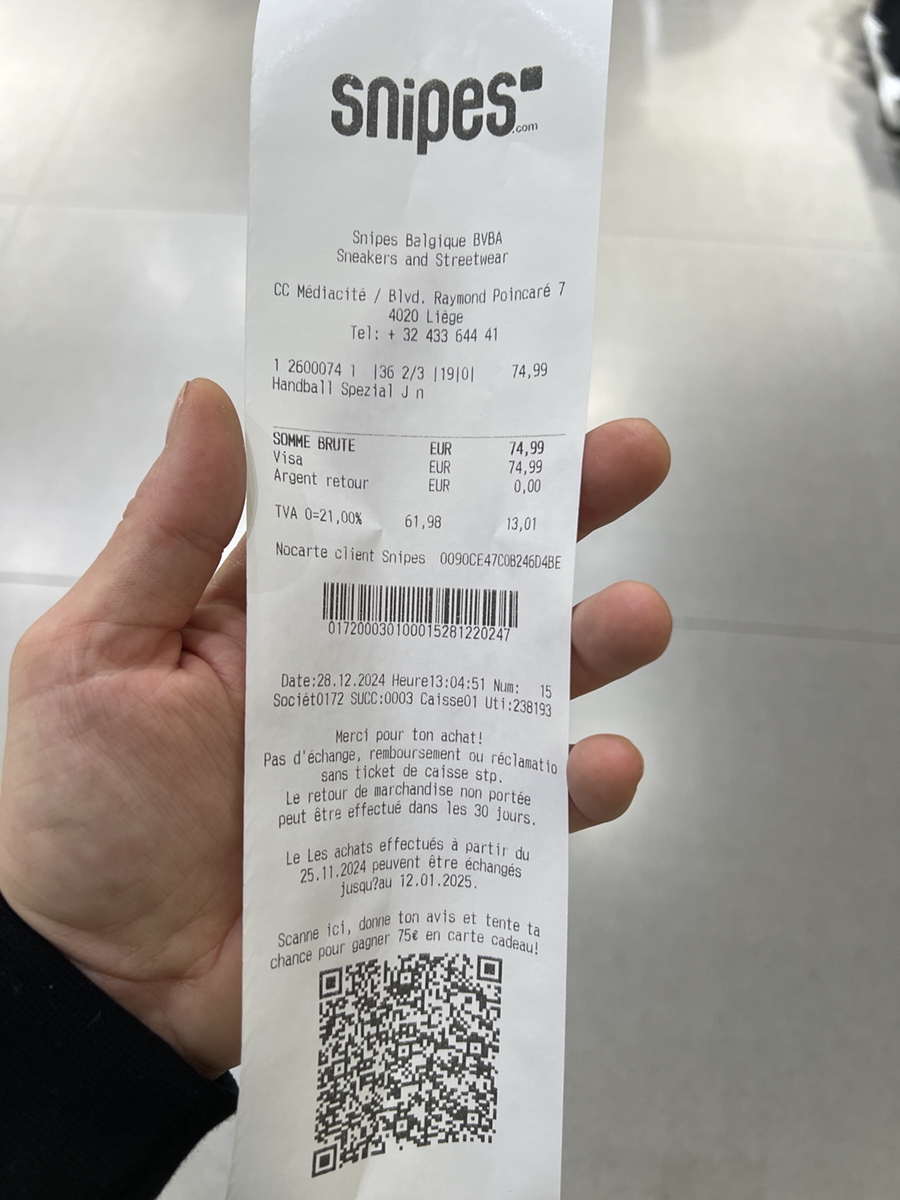 snipes
.com
Snipes Belgique BVBA
Sneakers and Streetwear
CC Médiacité / Blvd. Raymond Poincaré 7
4020 Liège
Tel: + 32 433 644 41
1 2600074 1 |36 2/3 |19|0| 74,99
Handball Spezial J n
SOMME BRUTE EUR 74,99
Visa EUR 74,99
Argent retour EUR 0,00
TVA 0=21,00% 61,98 13,01
Nocarte client Snipes 0090CE47C0B246D4BE
017200030100015281220247
Date:28.12.2024 Heure13:04:51 Num: 15
Sociét0172 SUCC:0003 Caisse01 Uti:238193
Merci pour ton achat!
Pas d'échange, remboursement ou réclamatio
sans ticket de caisse stp.
Le retour de marchandise non portée
peut être effectué dans les 30 jours.
Le Les achats effectués à partir du
25.11.2024 peuvent être échangés
jusqu?au 12.01.2025.
Scanne ici, donne ton avis et tente ta
chance pour gagner 75€ en carte cadeau!